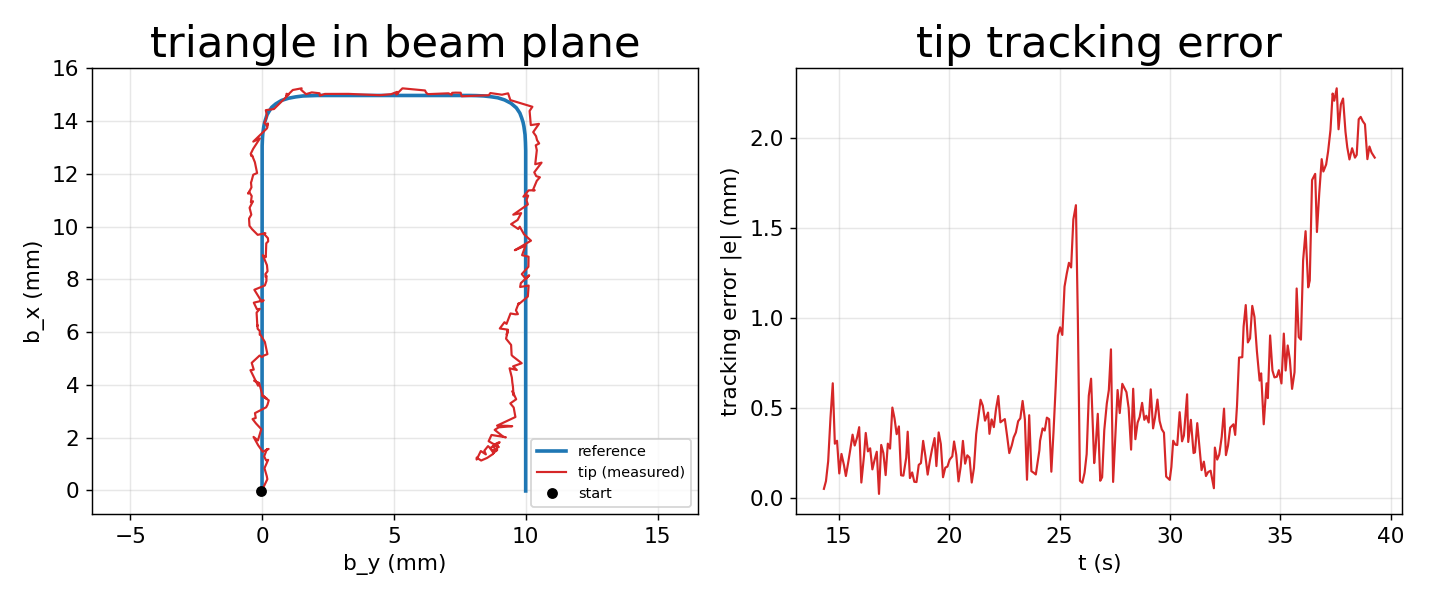 triangle in beam plane
16
14
12
10
8
6
4
2
0
b_x (mm)
−5
0
5
10
15
b_y (mm)
reference
tip (measured)
start
tip tracking error
2.0
1.5
1.0
0.5
0.0
tracking error |e| (mm)
15
20
25
30
35
40
t (s)